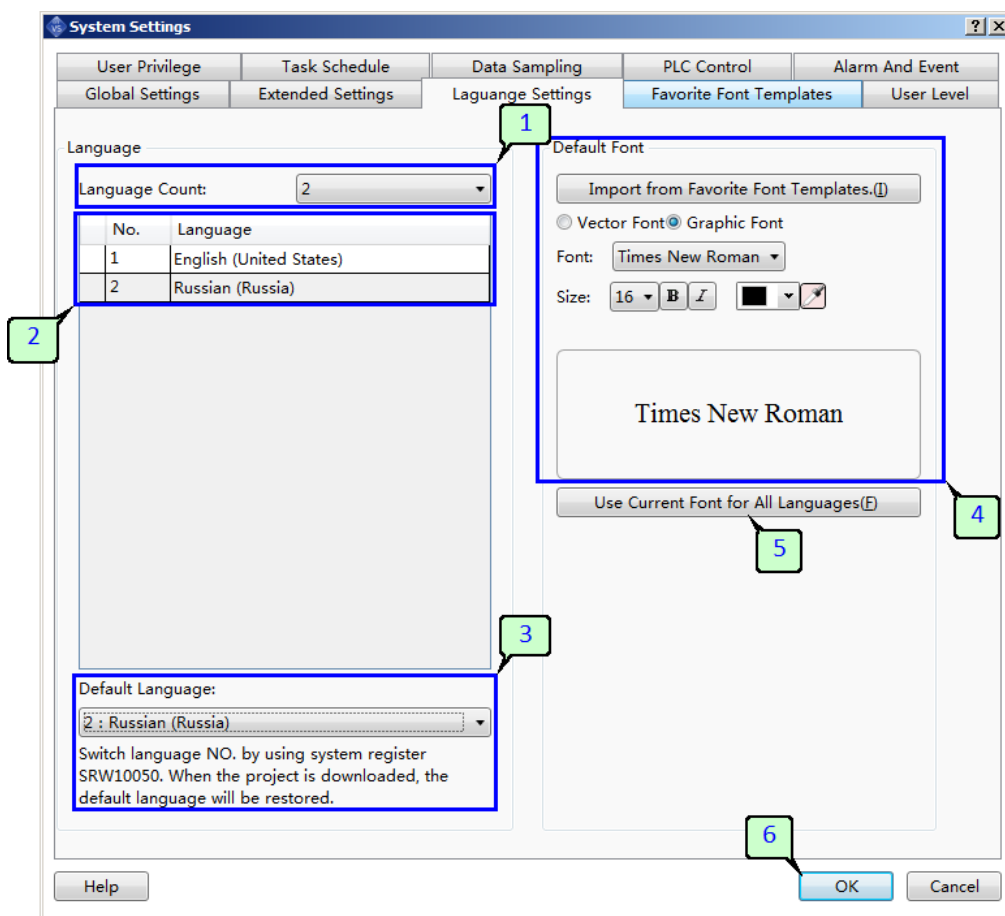 System Settings
User Privilege Task Schedule Data Sampling PLC Control Alarm And Event
Global Settings Extended Settings Laguange Settings Favorite Font Templates User Level
1
Language
Language Count: 2
No. Language
1 English (United States)
2 Russian (Russia)
2
Default Font
Import from Favorite Font Templates.(I)
Vector Font Graphic Font
Font: Times New Roman
Size: 16 B I
Times New Roman
4
Use Current Font for All Languages(F)
5
3
Default Language:
2 : Russian (Russia)
Switch language NO. by using system register
SRW10050. When the project is downloaded, the
default language will be restored.
6
Help OK Cancel